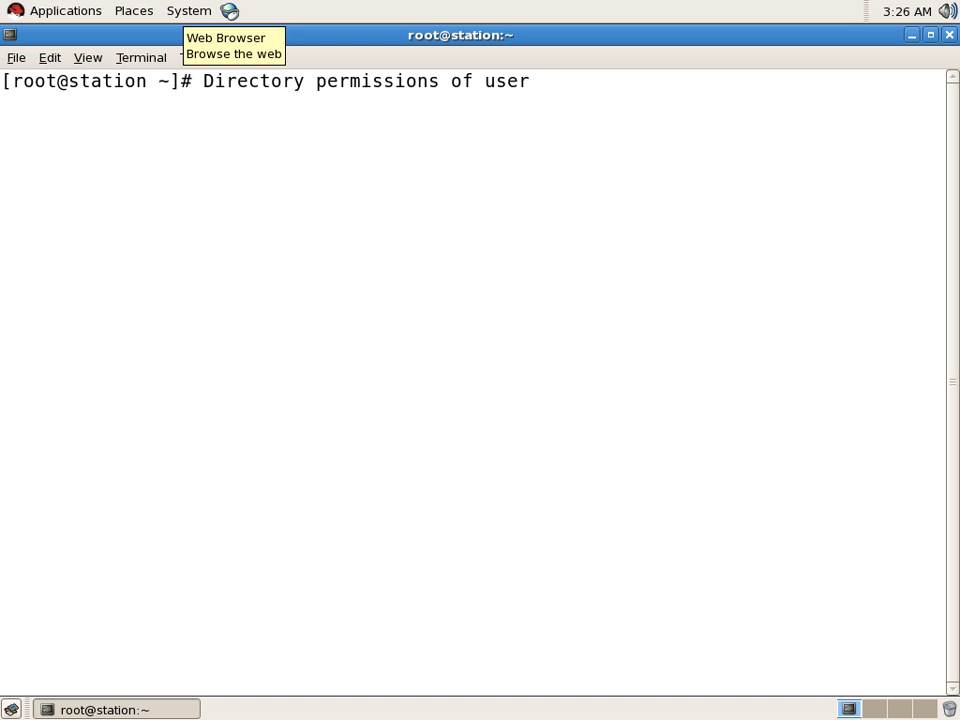 Applications Places System 3:26 AM
root@station:~
Web Browser
Browse the web
File Edit View Terminal
[root@station ~]# Directory permissions of user
root@station:~